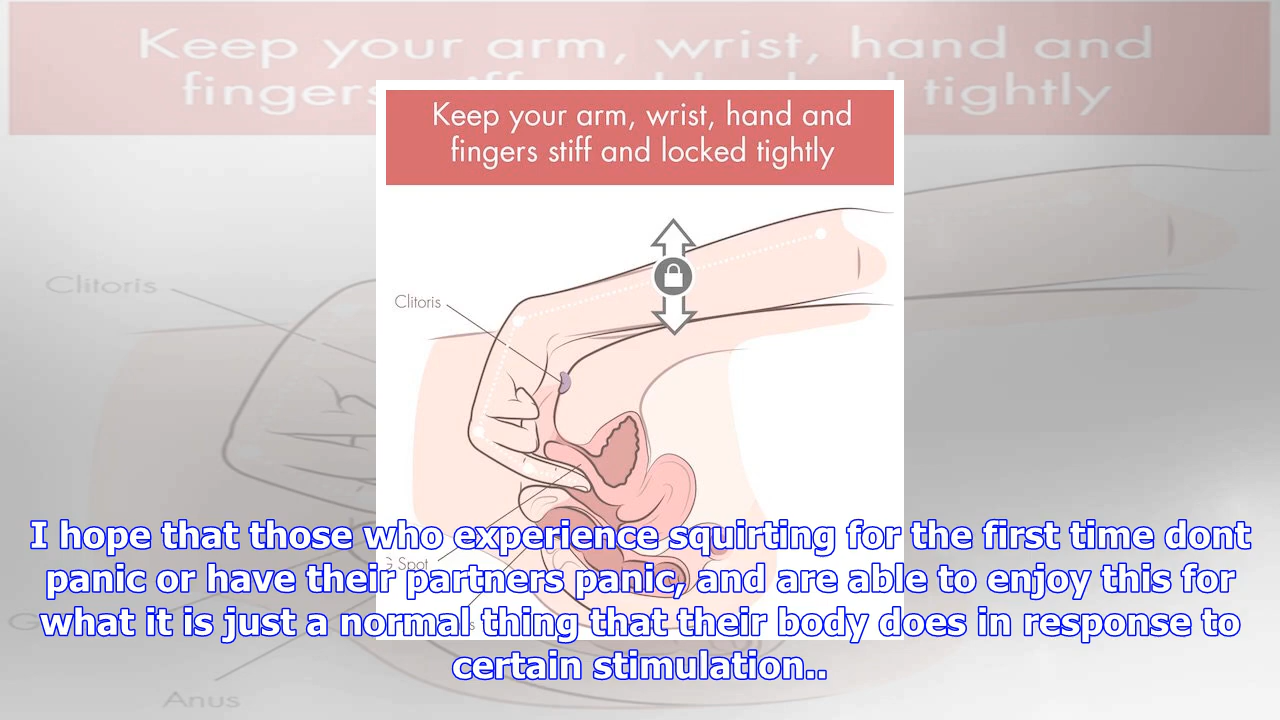 Keep your arm, wrist, hand and
fingers tightly
Keep your arm, wrist, hand and
fingers stiff and locked tightly
Clitoris
Clitoris
G Spot
I hope that those who experience squirting for the first time dont
panic or have their partners panic, and are able to enjoy this for
what it is just a normal thing that their body does in response to
certain stimulation..
Anus